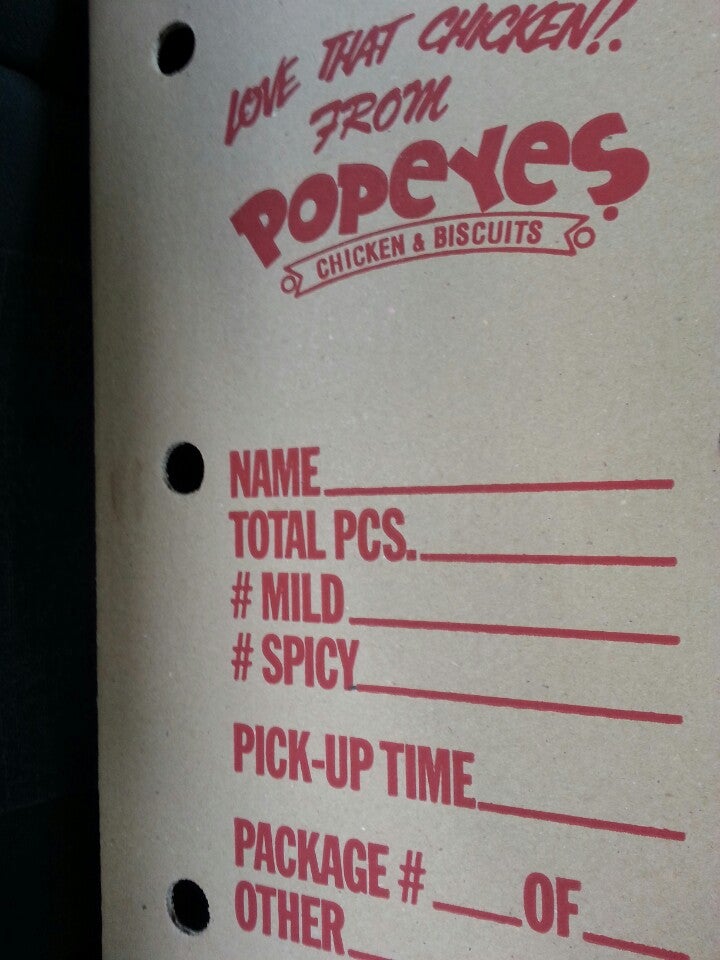 LOVE THAT CHICKEN!!
FROM
POPEYES
CHICKEN & BISCUITS
NAME
TOTAL PCS.
# MILD
# SPICY
PICK-UP TIME
PACKAGE # OF
OTHER